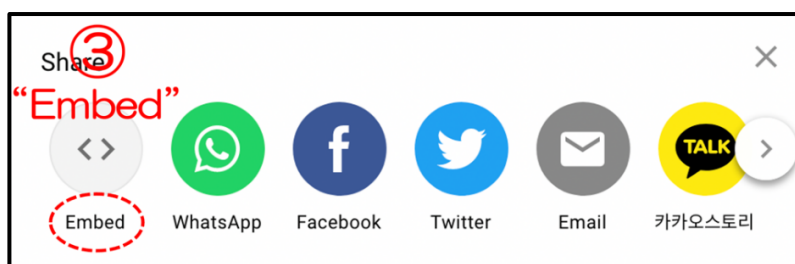 Share
③
“Embed”
TALK
Embed WhatsApp Facebook Twitter Email 카카오스토리